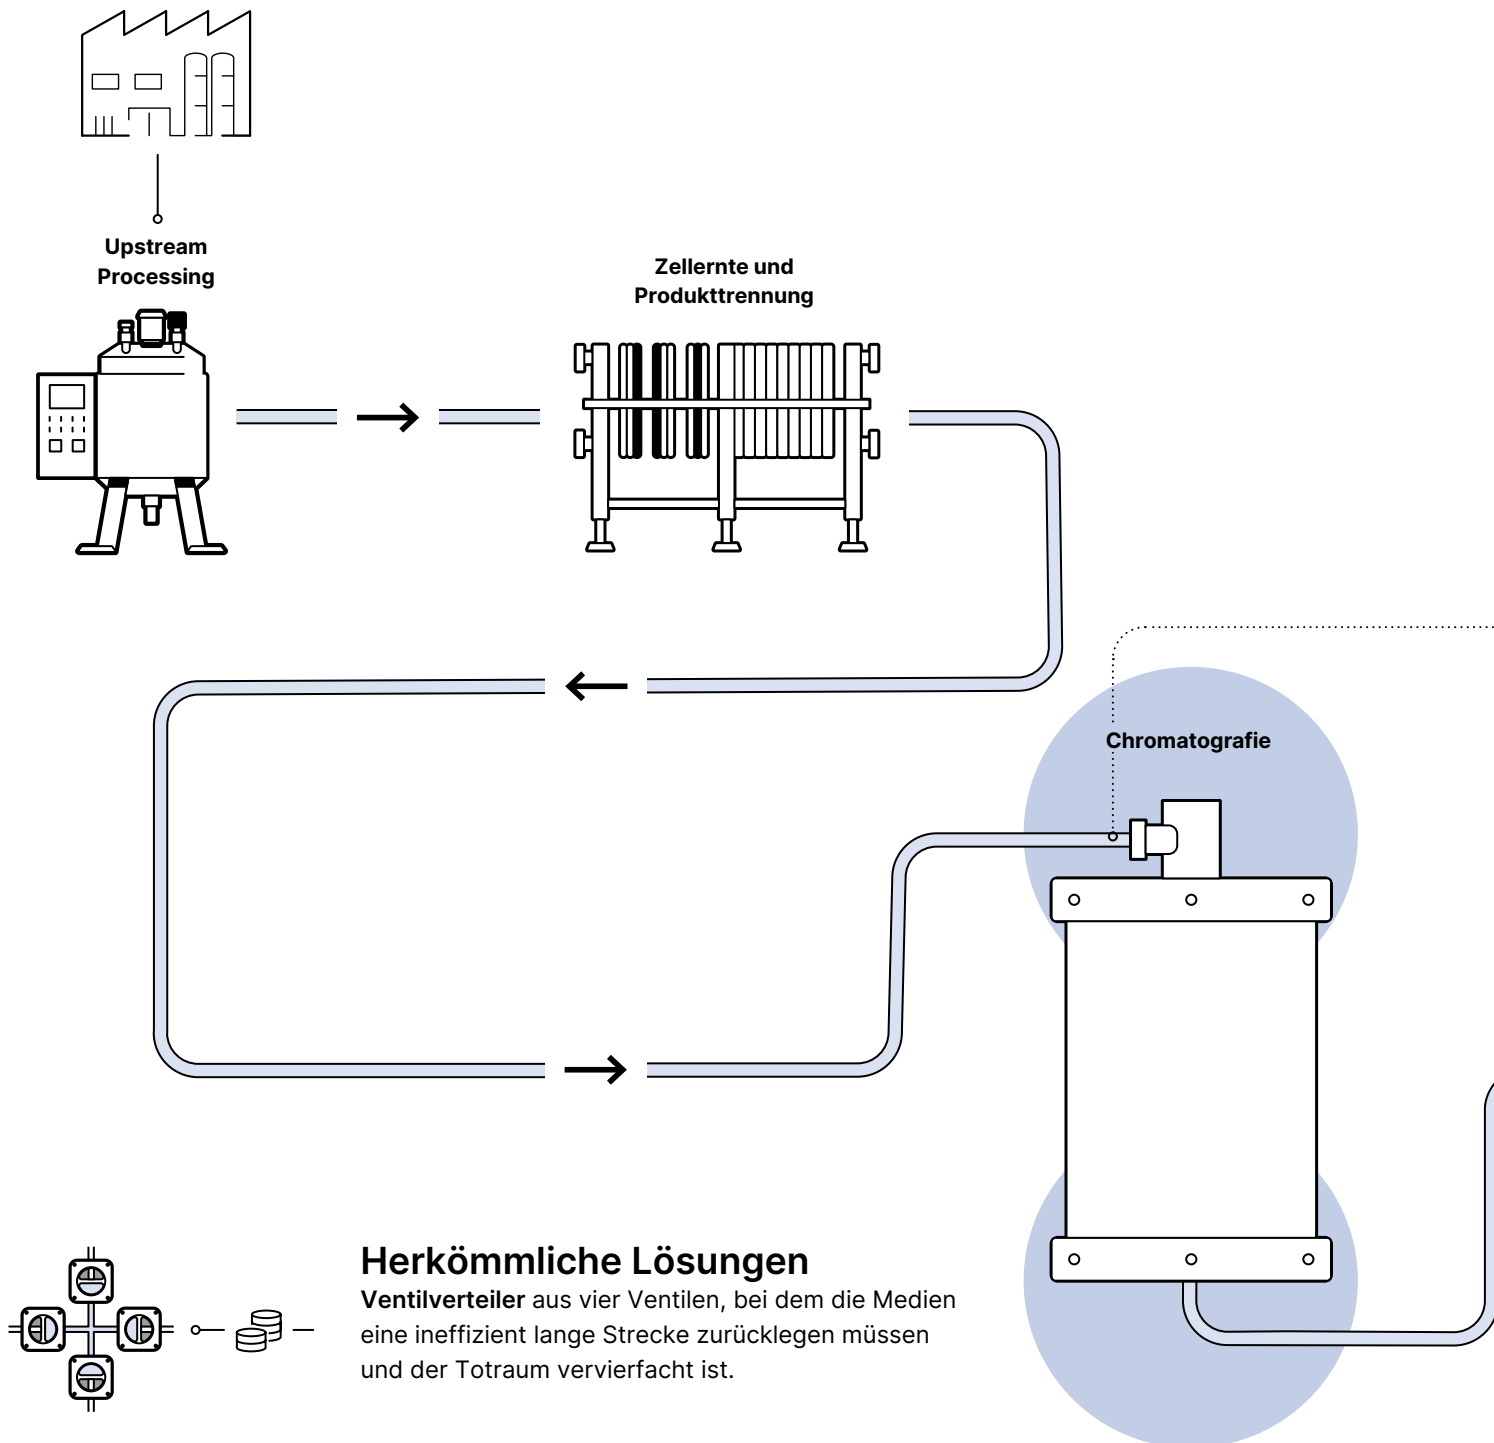 Upstream
Processing
Zellernte und
Produkttrennung
Chromatografie
Herkömmliche Lösungen
Ventilverteiler aus vier Ventilen, bei dem die Medien
eine ineffizient lange Strecke zurücklegen müssen
und der Totraum vervierfacht ist.